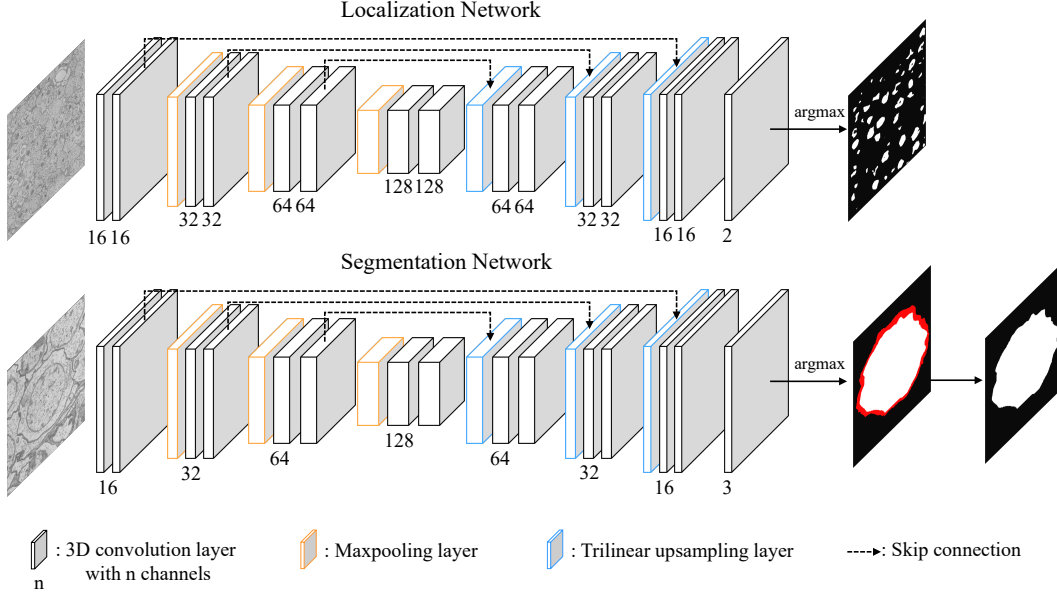 Localization Network
argmax
16 16
32 32
64 64
128 128
64 64
32 32
16 16
2
Segmentation Network
argmax
16
32
64
128
64
32
16
3
: 3D convolution layer
with n channels
n
: Maxpooling layer
: Trilinear upsampling layer
: Skip connection